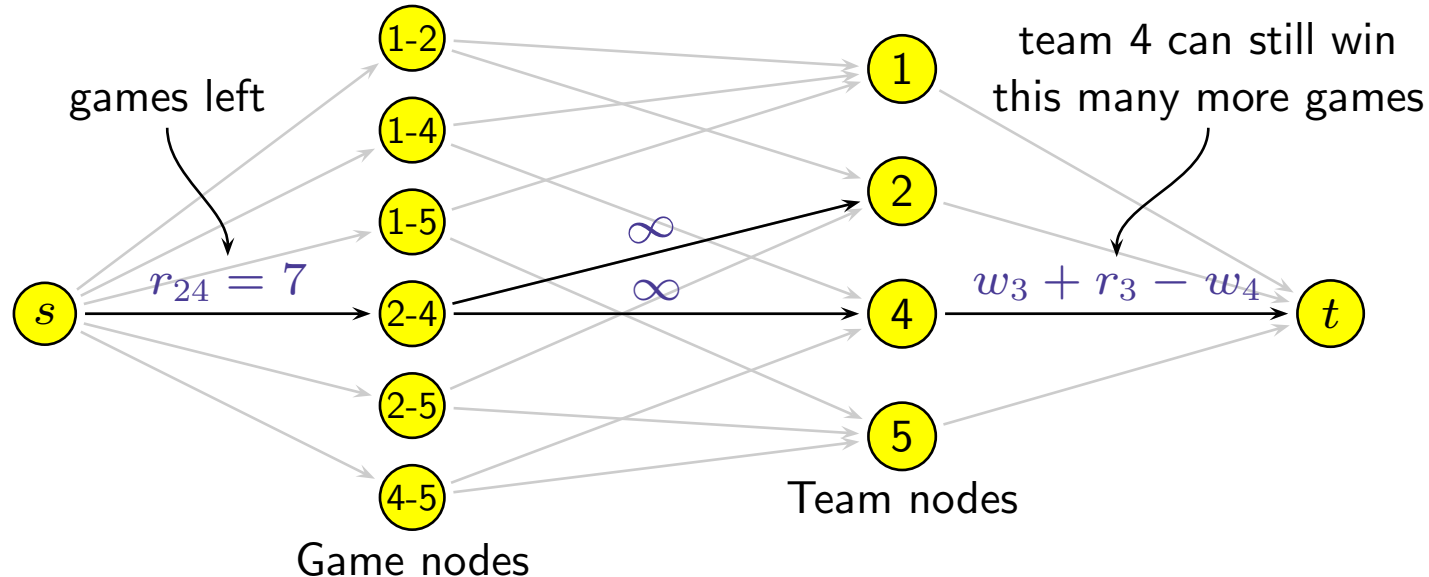 games left
team 4 can still win
this many more games
s
1-2
1-4
1-5
2-4
2-5
4-5
Game nodes
r₂₄ = 7
∞
∞
1
2
4
5
Team nodes
w₃ + r₃ − w₄
t